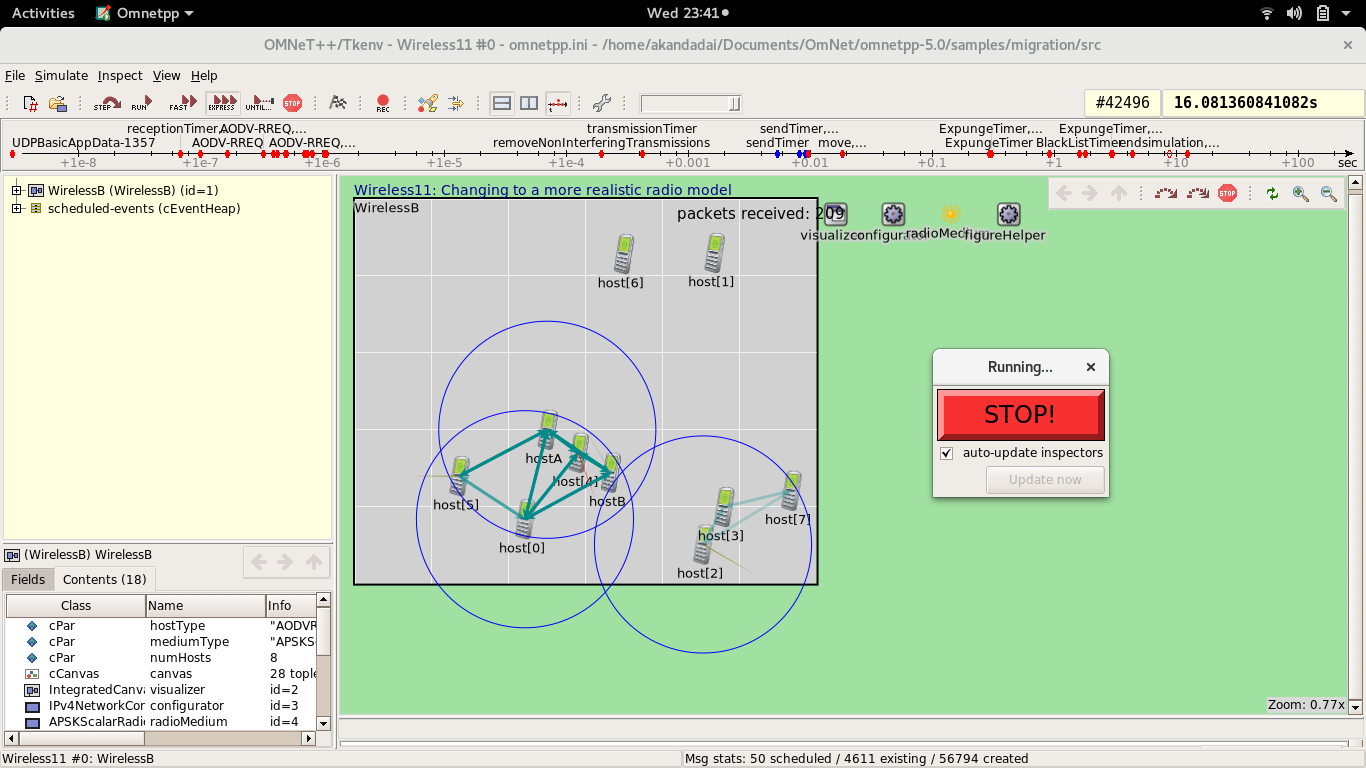 Activities Omnetpp Wed 23:41
OMNeT++/Tkenv - Wireless11 #0 - omnetpp.ini - /home/akandadai/Documents/OmNet/omnetpp-5.0/samples/migration/src
File Simulate Inspect View Help
STEP RUN FAST EXPRESS UNTIL... STOP REC #42496 16.081360841082s
receptionTimer,AODV-RREQ,... transmissionTimer sendTimer,... ExpungeTimer,... ExpungeTimer,...
UDPBasicAppData-1357 AODV-RREQ AODV-RREQ,... removeNonInterferingTransmissions sendTimer move,... ExpungeTimer BlackListTimer endsimulation,...
+1e-8 +1e-7 +1e-6 +1e-5 +1e-4 +0.001 +0.01 +0.1 +1 +10 +100 sec
WirelessB (WirelessB) (id=1)
scheduled-events (cEventHeap)
Wireless11: Changing to a more realistic radio model
STOP
WirelessB
packets received: 209
visualizer configurator radioMedium figureHelper
host[6] host[1]
hostA
host[4]
host[5] hostB
host[0]
host[7]
host[3]
host[2]
Running...
STOP!
auto-update inspectors
Update now
Zoom: 0.77x
(WirelessB) WirelessB
Fields Contents (18)
Class Name Info
cPar hostType "AODVR
cPar mediumType "APSKS
cPar numHosts 8
cCanvas canvas 28 tople
IntegratedCanv visualizer id=2
IPv4NetworkCor configurator id=3
APSKScalarRadi radioMedium id=4
Wireless11 #0: WirelessB Msg stats: 50 scheduled / 4611 existing / 56794 created